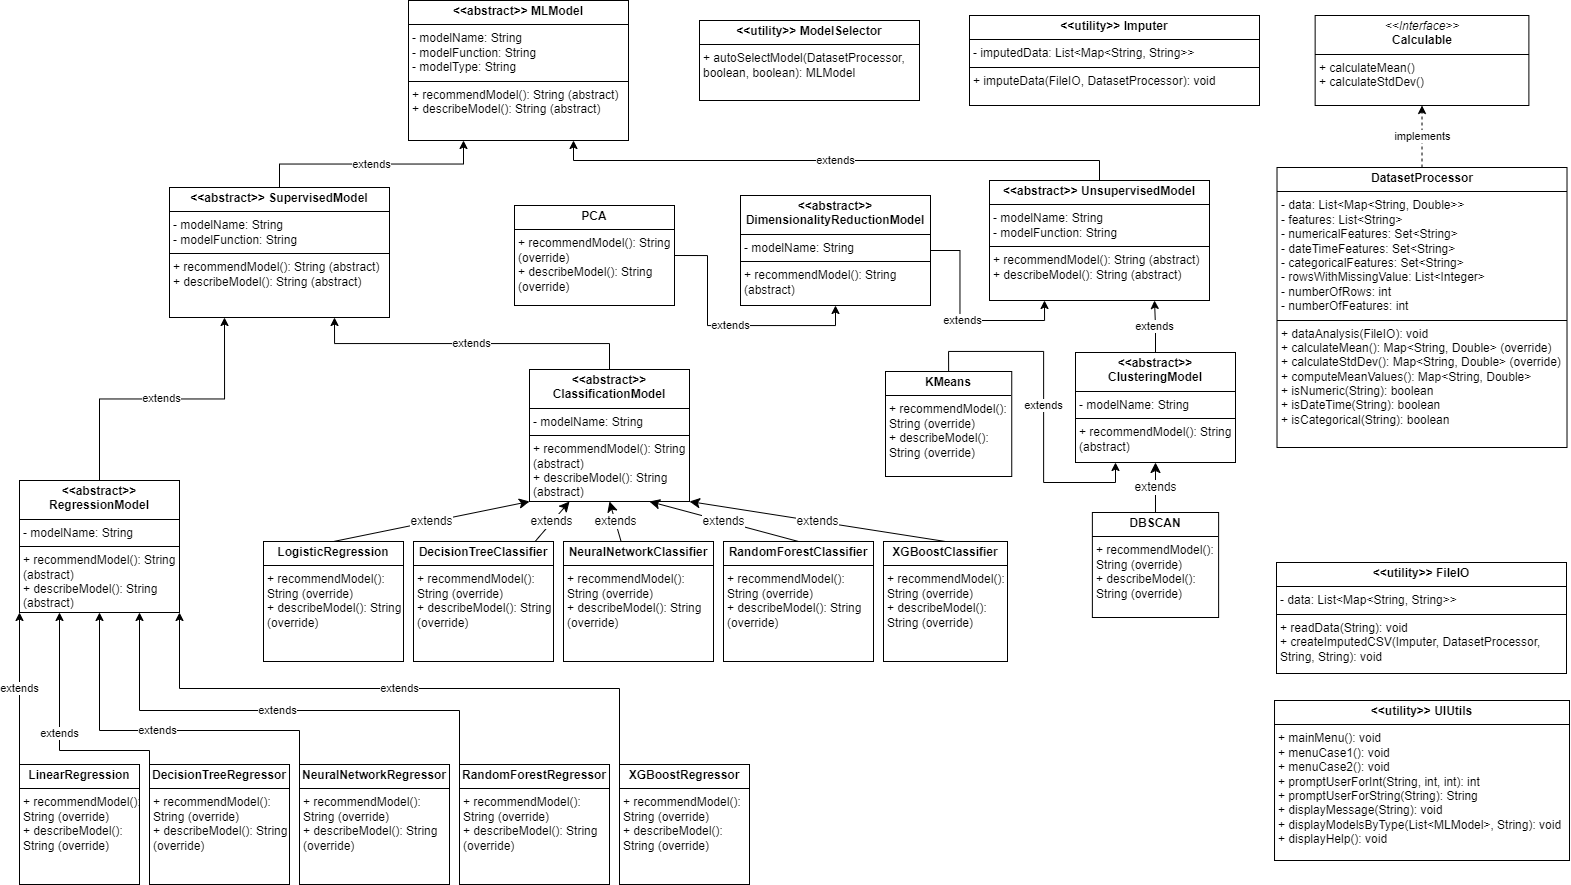 <<abstract>> MLModel
- modelName: String
- modelFunction: String
- modelType: String
+ recommendModel(): String (abstract)
+ describeModel(): String (abstract)
<<utility>> ModelSelector
+ autoSelectModel(DatasetProcessor,
boolean, boolean): MLModel
<<utility>> Imputer
- imputedData: List<Map<String, String>>
+ imputeData(FileIO, DatasetProcessor): void
<<Interface>>
Calculable
+ calculateMean()
+ calculateStdDev()
implements
extends
extends
<<abstract>> SupervisedModel
- modelName: String
- modelFunction: String
+ recommendModel(): String (abstract)
+ describeModel(): String (abstract)
PCA
+ recommendModel(): String
(override)
+ describeModel(): String
(override)
extends
<<abstract>>
DimensionalityReductionModel
- modelName: String
+ recommendModel(): String
(abstract)
extends
<<abstract>> UnsupervisedModel
- modelName: String
- modelFunction: String
+ recommendModel(): String (abstract)
+ describeModel(): String (abstract)
DatasetProcessor
- data: List<Map<String, Double>>
- features: List<String>
- numericalFeatures: Set<String>
- dateTimeFeatures: Set<String>
- categoricalFeatures: Set<String>
- rowsWithMissingValue: List<Integer>
- numberOfRows: int
- numberOfFeatures: int
+ dataAnalysis(FileIO): void
+ calculateMean(): Map<String, Double> (override)
+ calculateStdDev(): Map<String, Double> (override)
+ computeMeanValues(): Map<String, Double>
+ isNumeric(String): boolean
+ isDateTime(String): boolean
+ isCategorical(String): boolean
extends
extends
extends
<<abstract>>
ClassificationModel
- modelName: String
+ recommendModel(): String
(abstract)
+ describeModel(): String
(abstract)
KMeans
+ recommendModel():
String (override)
+ describeModel():
String (override)
extends
<<abstract>>
ClusteringModel
- modelName: String
+ recommendModel(): String
(abstract)
extends
DBSCAN
+ recommendModel():
String (override)
+ describeModel():
String (override)
<<abstract>>
RegressionModel
- modelName: String
+ recommendModel(): String
(abstract)
+ describeModel(): String
(abstract)
extends
extends
extends
extends
extends
LogisticRegression
+ recommendModel():
String (override)
+ describeModel(): String
(override)
DecisionTreeClassifier
+ recommendModel():
String (override)
+ describeModel(): String
(override)
NeuralNetworkClassifier
+ recommendModel():
String (override)
+ describeModel(): String
(override)
RandomForestClassifier
+ recommendModel():
String (override)
+ describeModel(): String
(override)
XGBoostClassifier
+ recommendModel():
String (override)
+ describeModel():
String (override)
<<utility>> FileIO
- data: List<Map<String, String>>
+ readData(String): void
+ createImputedCSV(Imputer, DatasetProcessor,
String, String): void
extends
extends
extends
extends
extends
LinearRegression
+ recommendModel():
String (override)
+ describeModel():
String (override)
DecisionTreeRegressor
+ recommendModel():
String (override)
+ describeModel(): String
(override)
NeuralNetworkRegressor
+ recommendModel():
String (override)
+ describeModel(): String
(override)
RandomForestRegressor
+ recommendModel():
String (override)
+ describeModel(): String
(override)
XGBoostRegressor
+ recommendModel():
String (override)
+ describeModel():
String (override)
<<utility>> UIUtils
+ mainMenu(): void
+ menuCase1(): void
+ menuCase2(): void
+ promptUserForInt(String, int, int): int
+ promptUserForString(String): String
+ displayMessage(String): void
+ displayModelsByType(List<MLModel>, String): void
+ displayHelp(): void